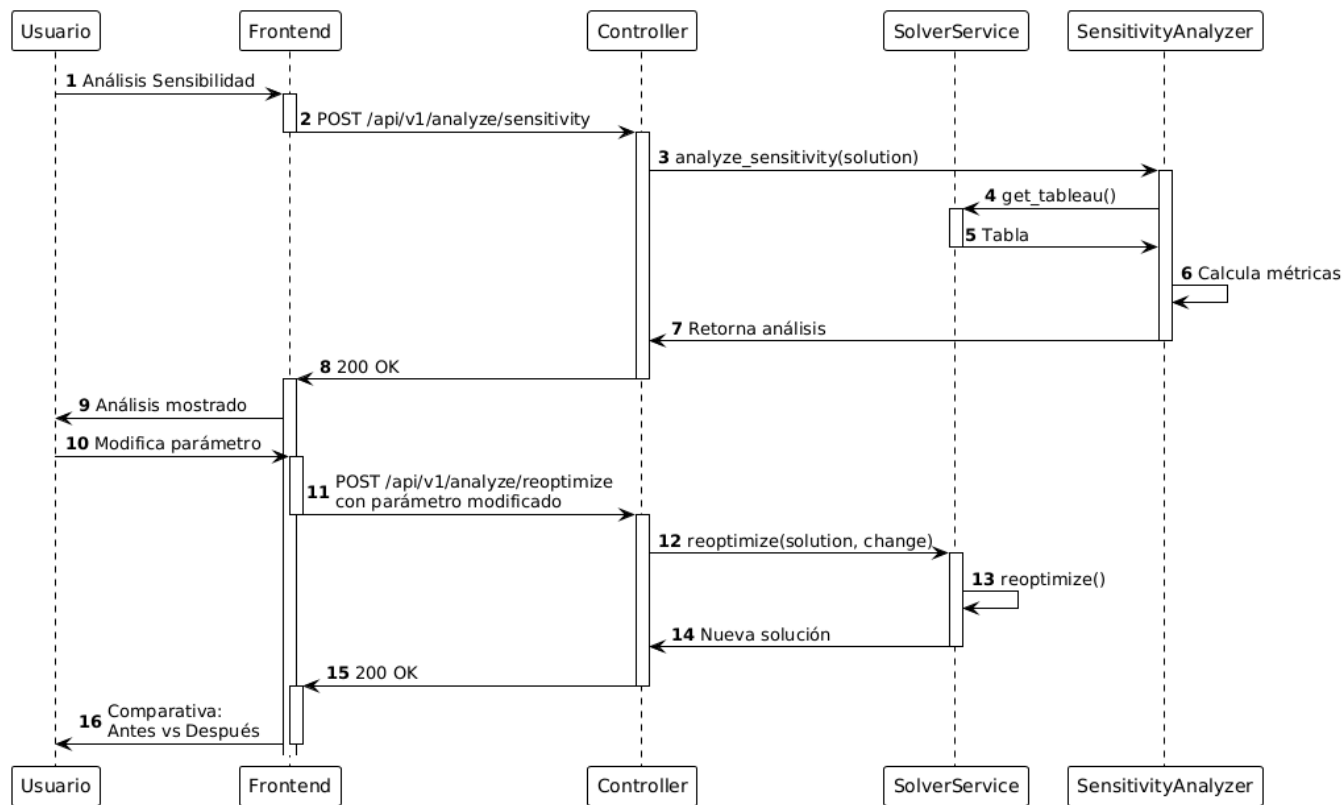 Usuario
Frontend
Controller
SolverService
SensitivityAnalyzer
1 Análisis Sensibilidad
2 POST /api/v1/analyze/sensitivity
3 analyze_sensitivity(solution)
4 get_tableau()
5 Tabla
6 Calcula métricas
7 Retorna análisis
8 200 OK
9 Análisis mostrado
10 Modifica parámetro
11 POST /api/v1/analyze/reoptimize
con parámetro modificado
12 reoptimize(solution, change)
13 reoptimize()
14 Nueva solución
15 200 OK
16 Comparativa:
Antes vs Después
Usuario
Frontend
Controller
SolverService
SensitivityAnalyzer